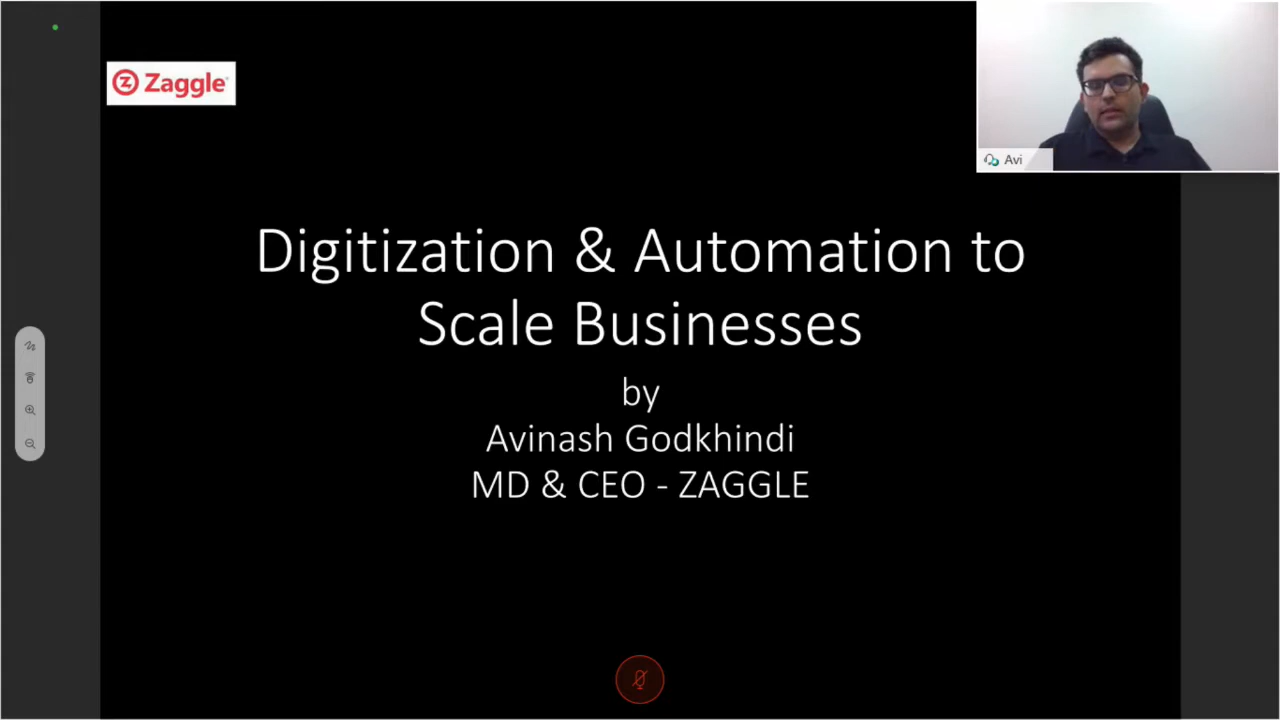 Zaggle
Avi
Digitization & Automation to
Scale Businesses
by
Avinash Godkhindi
MD & CEO - ZAGGLE